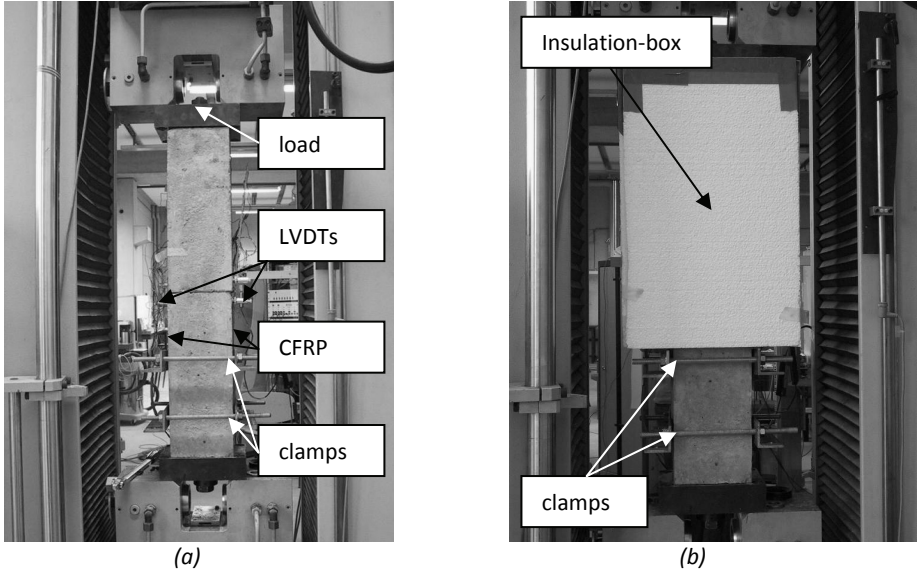 load
LVDTs
CFRP
clamps
(a)
Insulation-box
clamps
(b)